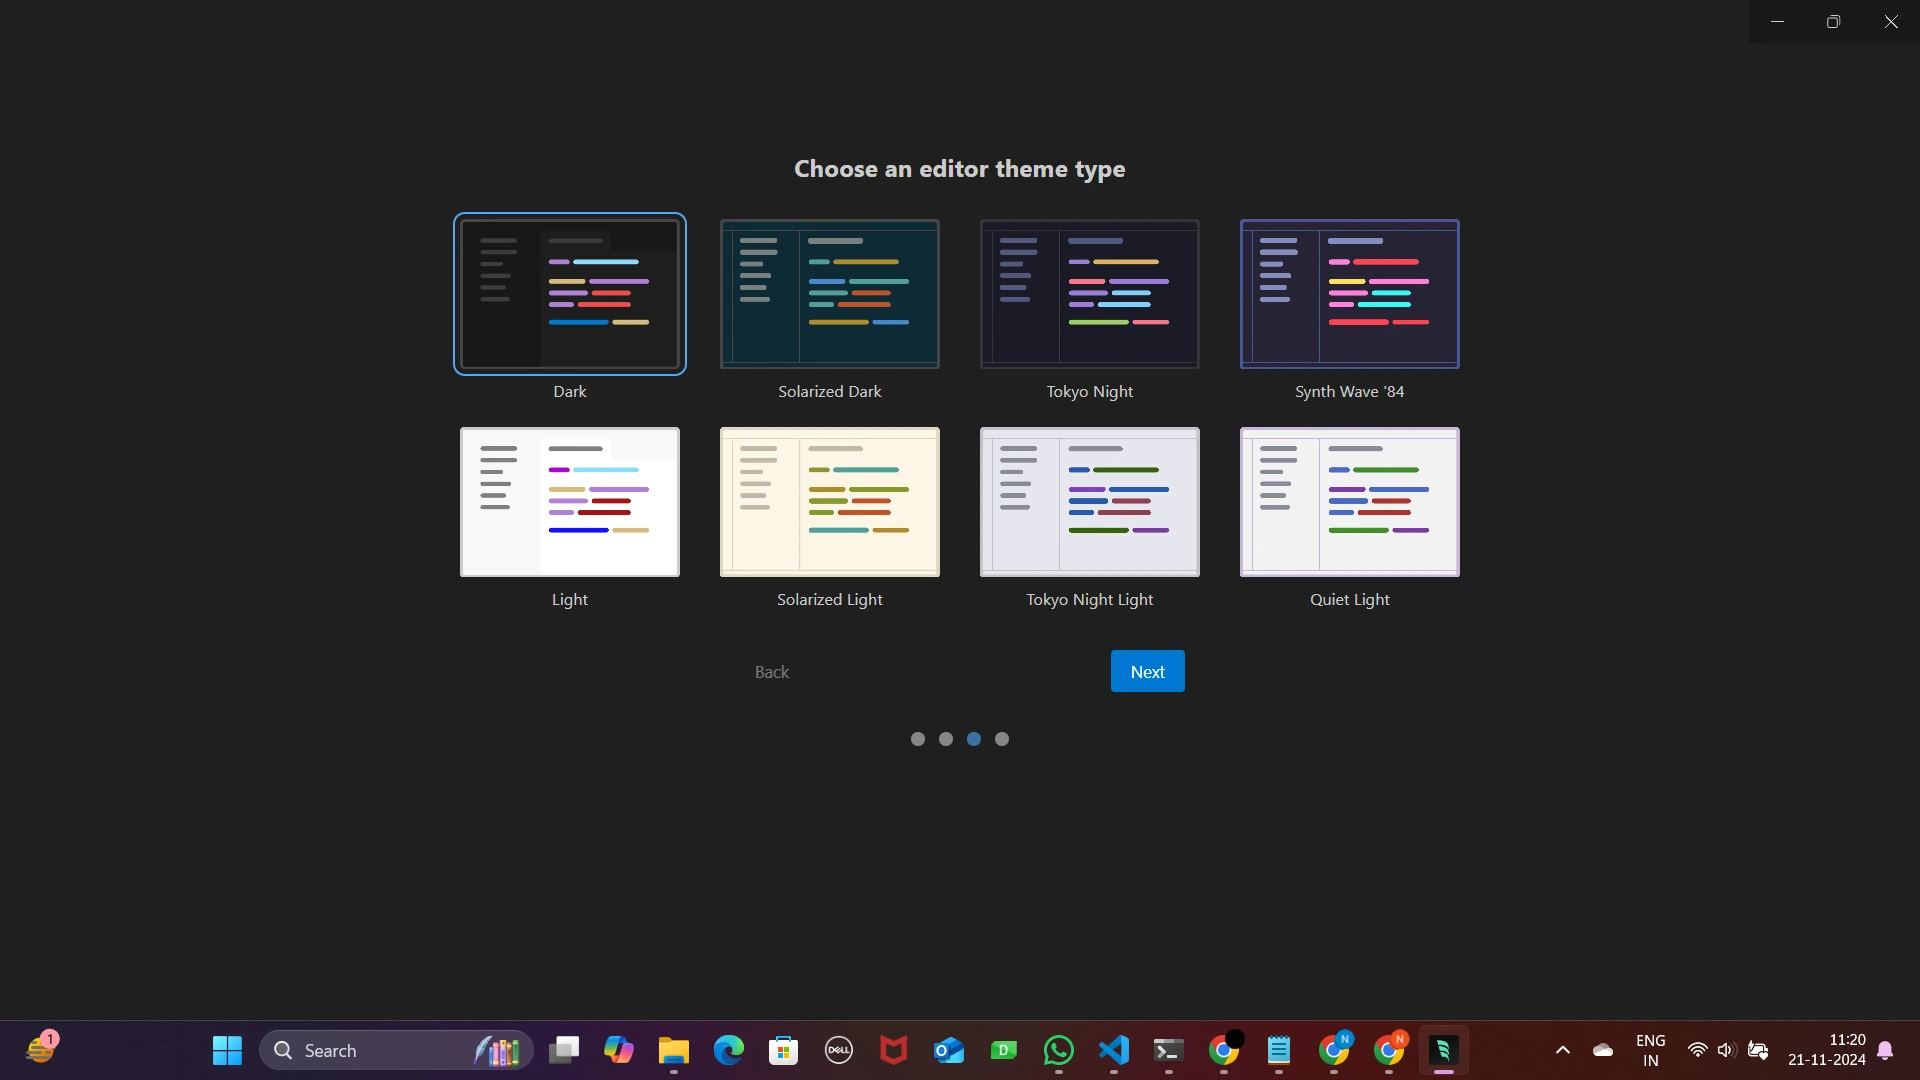 Choose an editor theme type
Dark
Solarized Dark
Tokyo Night
Synth Wave '84
Light
Solarized Light
Tokyo Night Light
Quiet Light
Back
Next
1
Search
DELL
O
D
N
N
ENG
IN
11:20
21-11-2024